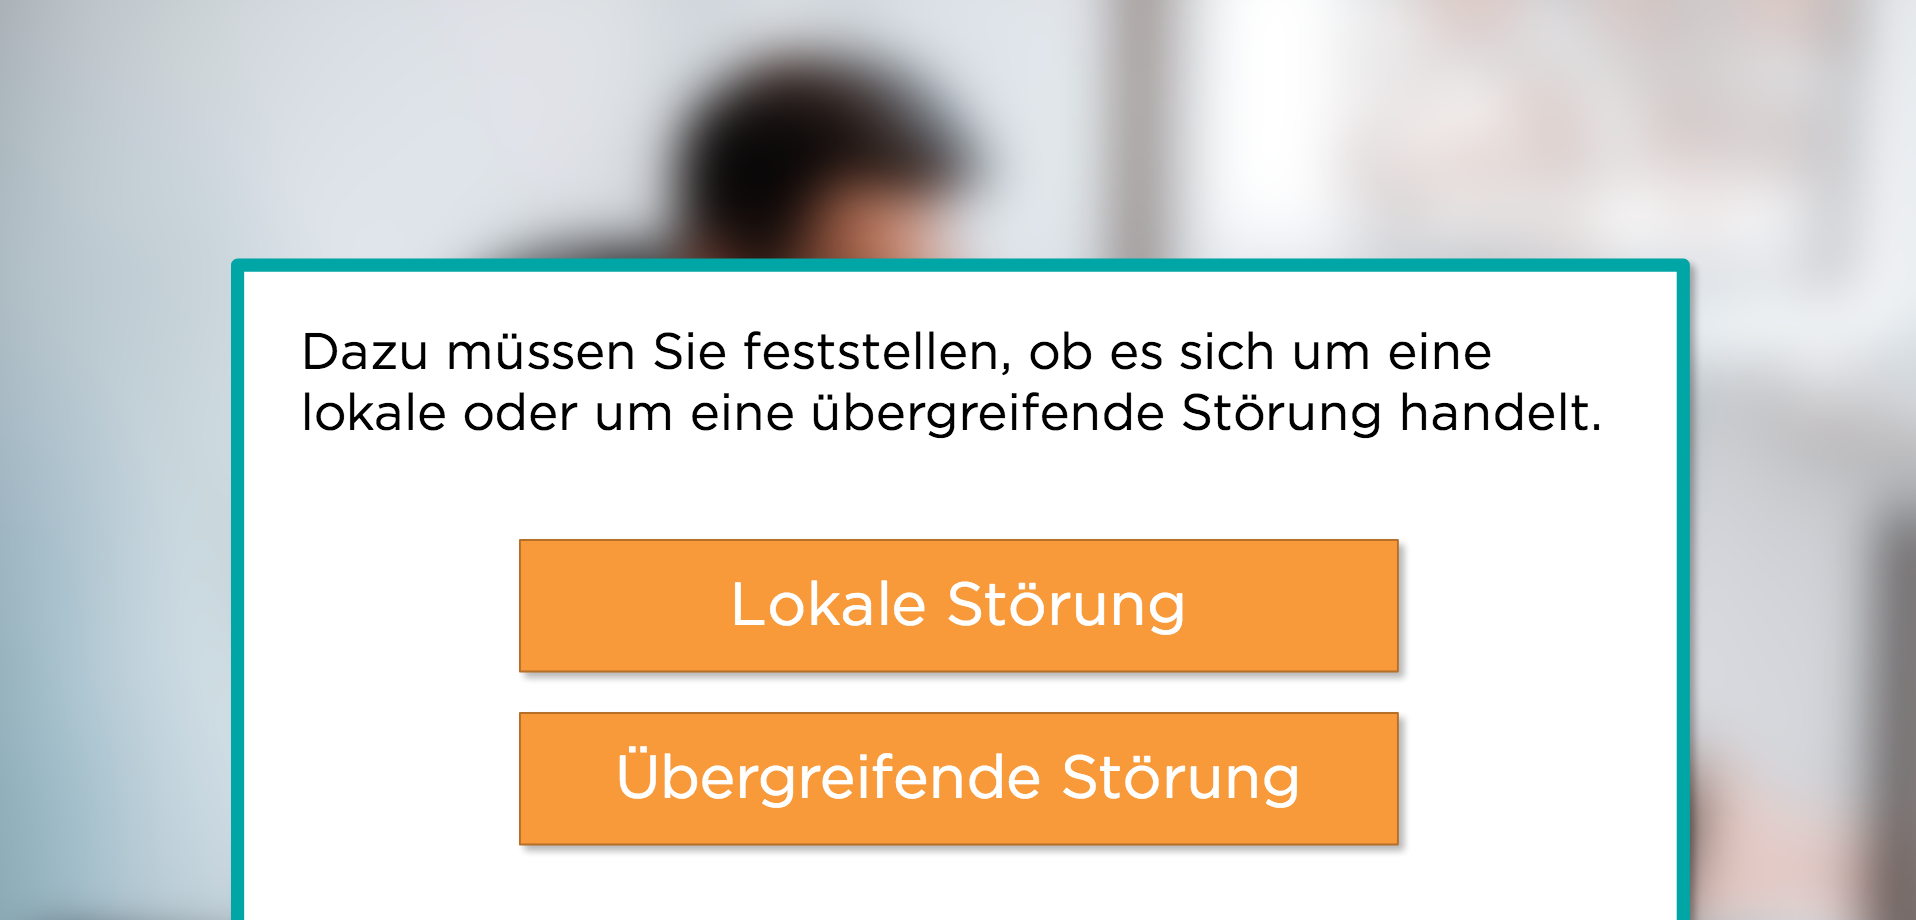 Dazu müssen Sie feststellen, ob es sich um eine
lokale oder um eine übergreifende Störung handelt.
Lokale Störung
Übergreifende Störung